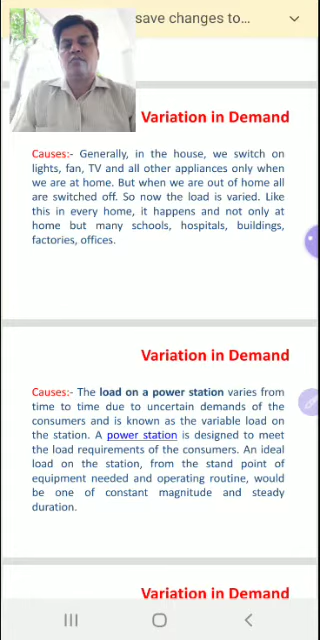 save changes to...
Variation in Demand
Causes:- Generally, in the house, we switch on
lights, fan, TV and all other appliances only when
we are at home. But when we are out of home all
are switched off. So now the load is varied. Like
this in every home, it happens and not only at
home but many schools, hospitals, buildings,
factories, offices.
Variation in Demand
Causes:- The load on a power station varies from
time to time due to uncertain demands of the
consumers and is known as the variable load on
the station. A power station is designed to meet
the load requirements of the consumers. An ideal
load on the station, from the stand point of
equipment needed and operating routine, would
be one of constant magnitude and steady
duration.
Variation in Demand